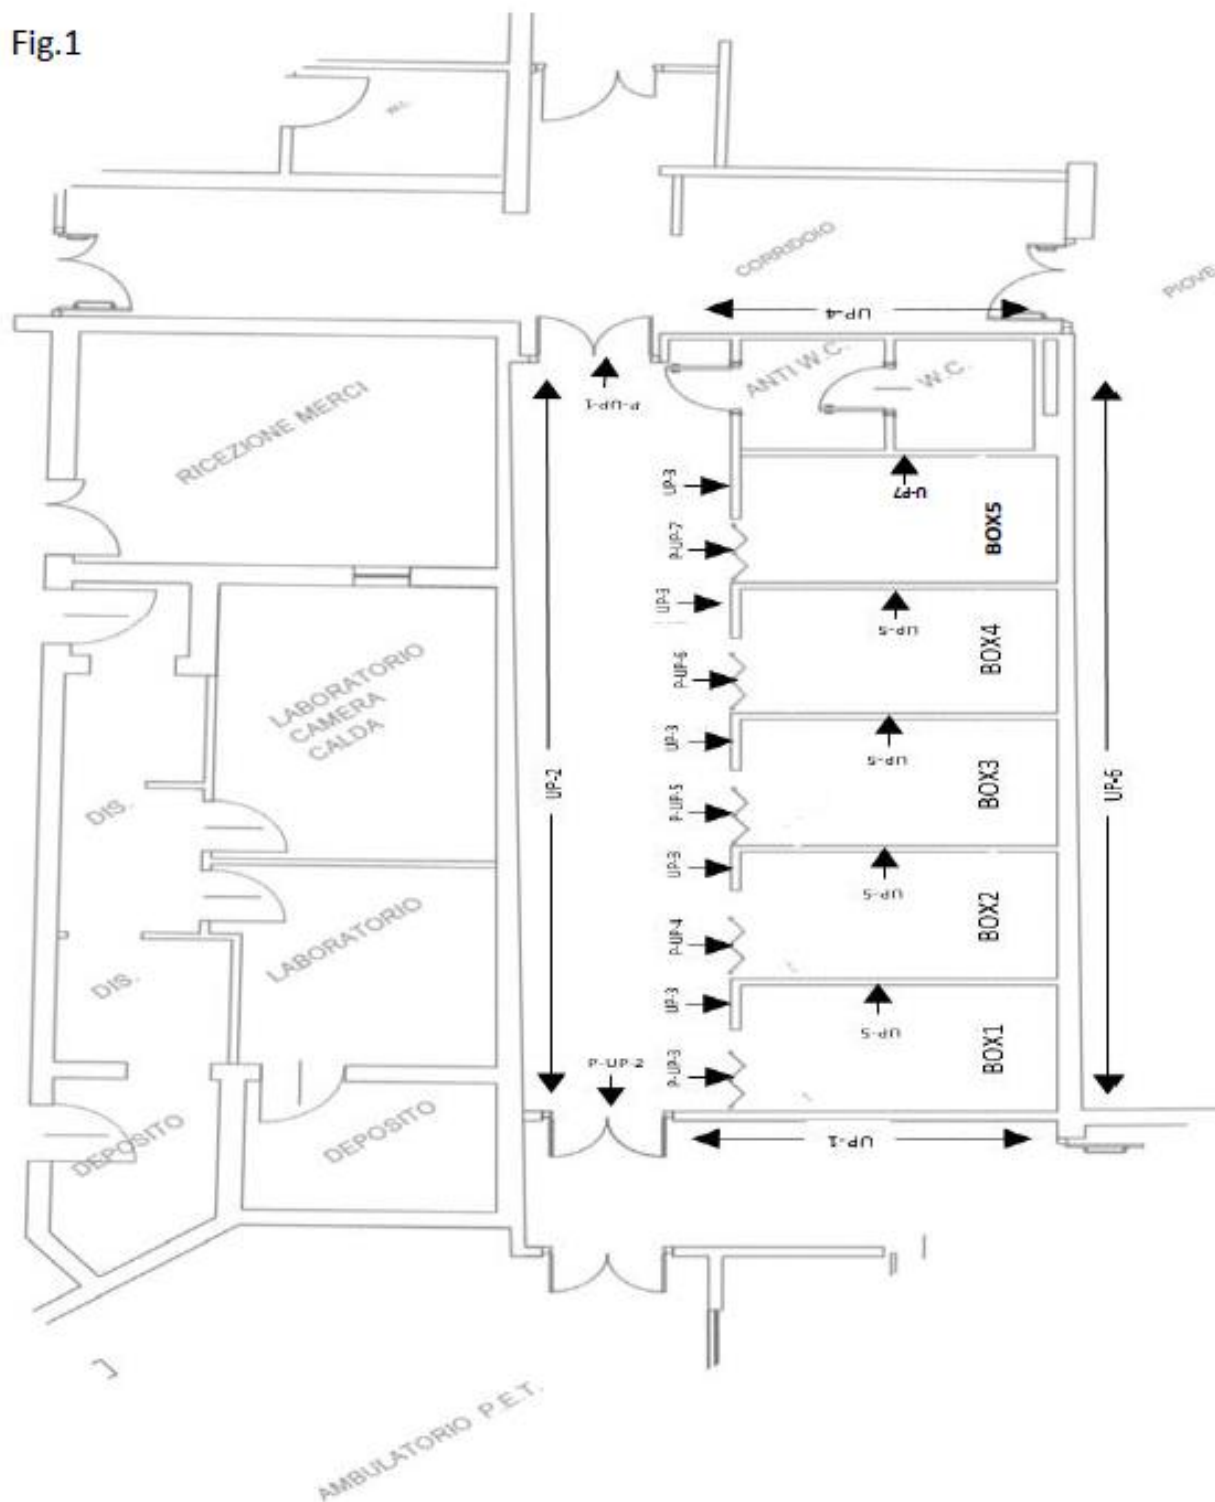 Fig.1
W.C.
CORRIDOIO
PIOVE
UP-4
ANTI W.C.
W.C.
P-UP-1
RICEZIONE MERCI
UP-3
U-P7
BOX5
P-UP-7
UP-3
UP-5
BOX4
P-UP-6
LABORATORIO
CAMERA
CALDA
UP-3
UP-5
BOX3
UP-2
UP-6
DIS.
P-UP-5
UP-3
UP-5
BOX2
LABORATORIO
P-UP-4
DIS.
UP-3
UP-5
BOX1
P-UP-2
P-UP-3
DEPOSITO
DEPOSITO
UP-1
AMBULATORIO P.E.T.